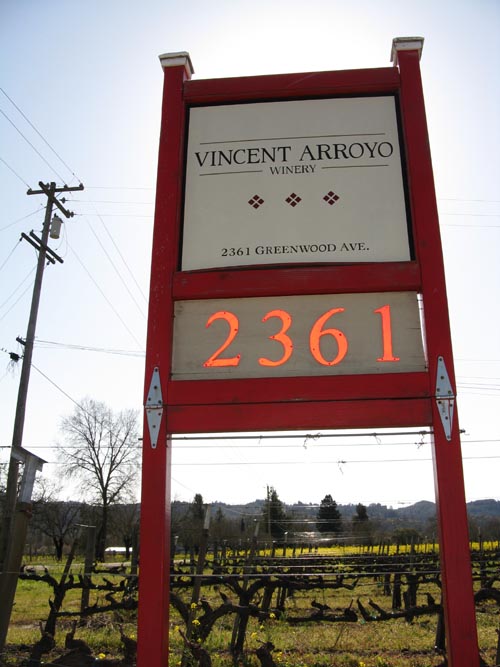 VINCENT ARROYO
WINERY
2361 GREENWOOD AVE.
2361